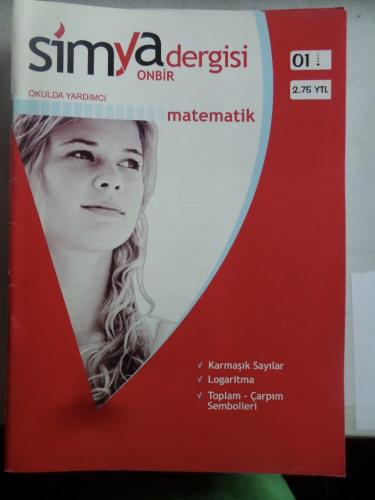 simya dergisi
ONBİR
01
2.75 YTL
OKULDA YARDIMCI
matematik
√ Karmaşık Sayılar
√ Logaritma
√ Toplam - Çarpım
Sembolleri